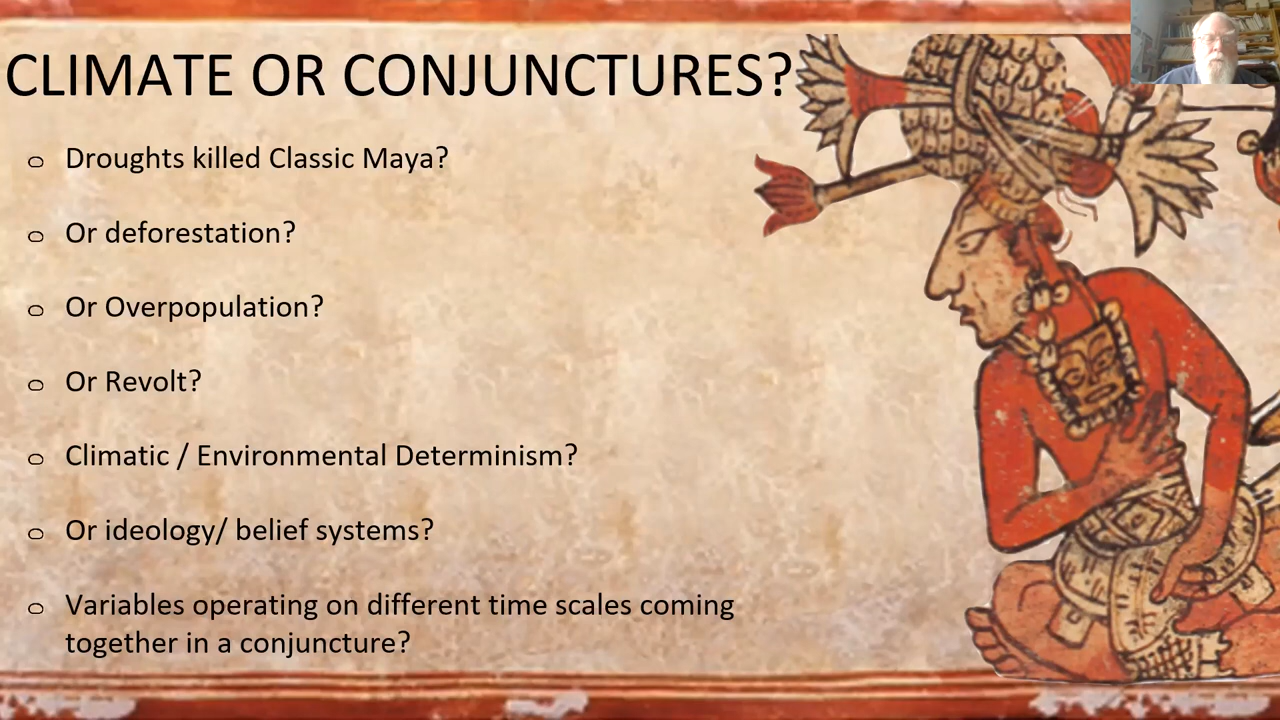 CLIMATE OR CONJUNCTURES?
Droughts killed Classic Maya?
Or deforestation?
Or Overpopulation?
Or Revolt?
Climatic / Environmental Determinism?
Or ideology/ belief systems?
Variables operating on different time scales coming
together in a conjuncture?